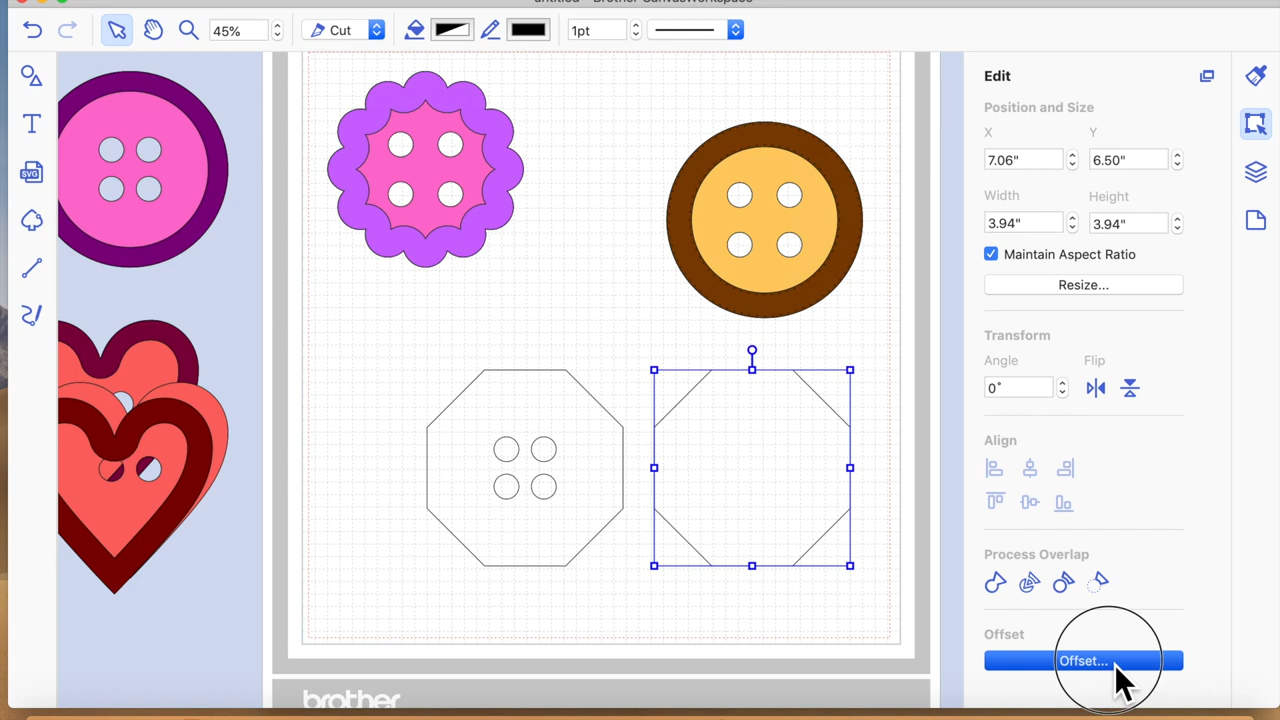 untitled - Brother CanvasWorkspace
45%
Cut
1pt
T
SVG
Edit
Position and Size
X
Y
7.06"
6.50"
Width
Height
3.94"
3.94"
Maintain Aspect Ratio
Resize...
Transform
Angle
Flip
0°
Align
Process Overlap
Offset
Offset...
brother